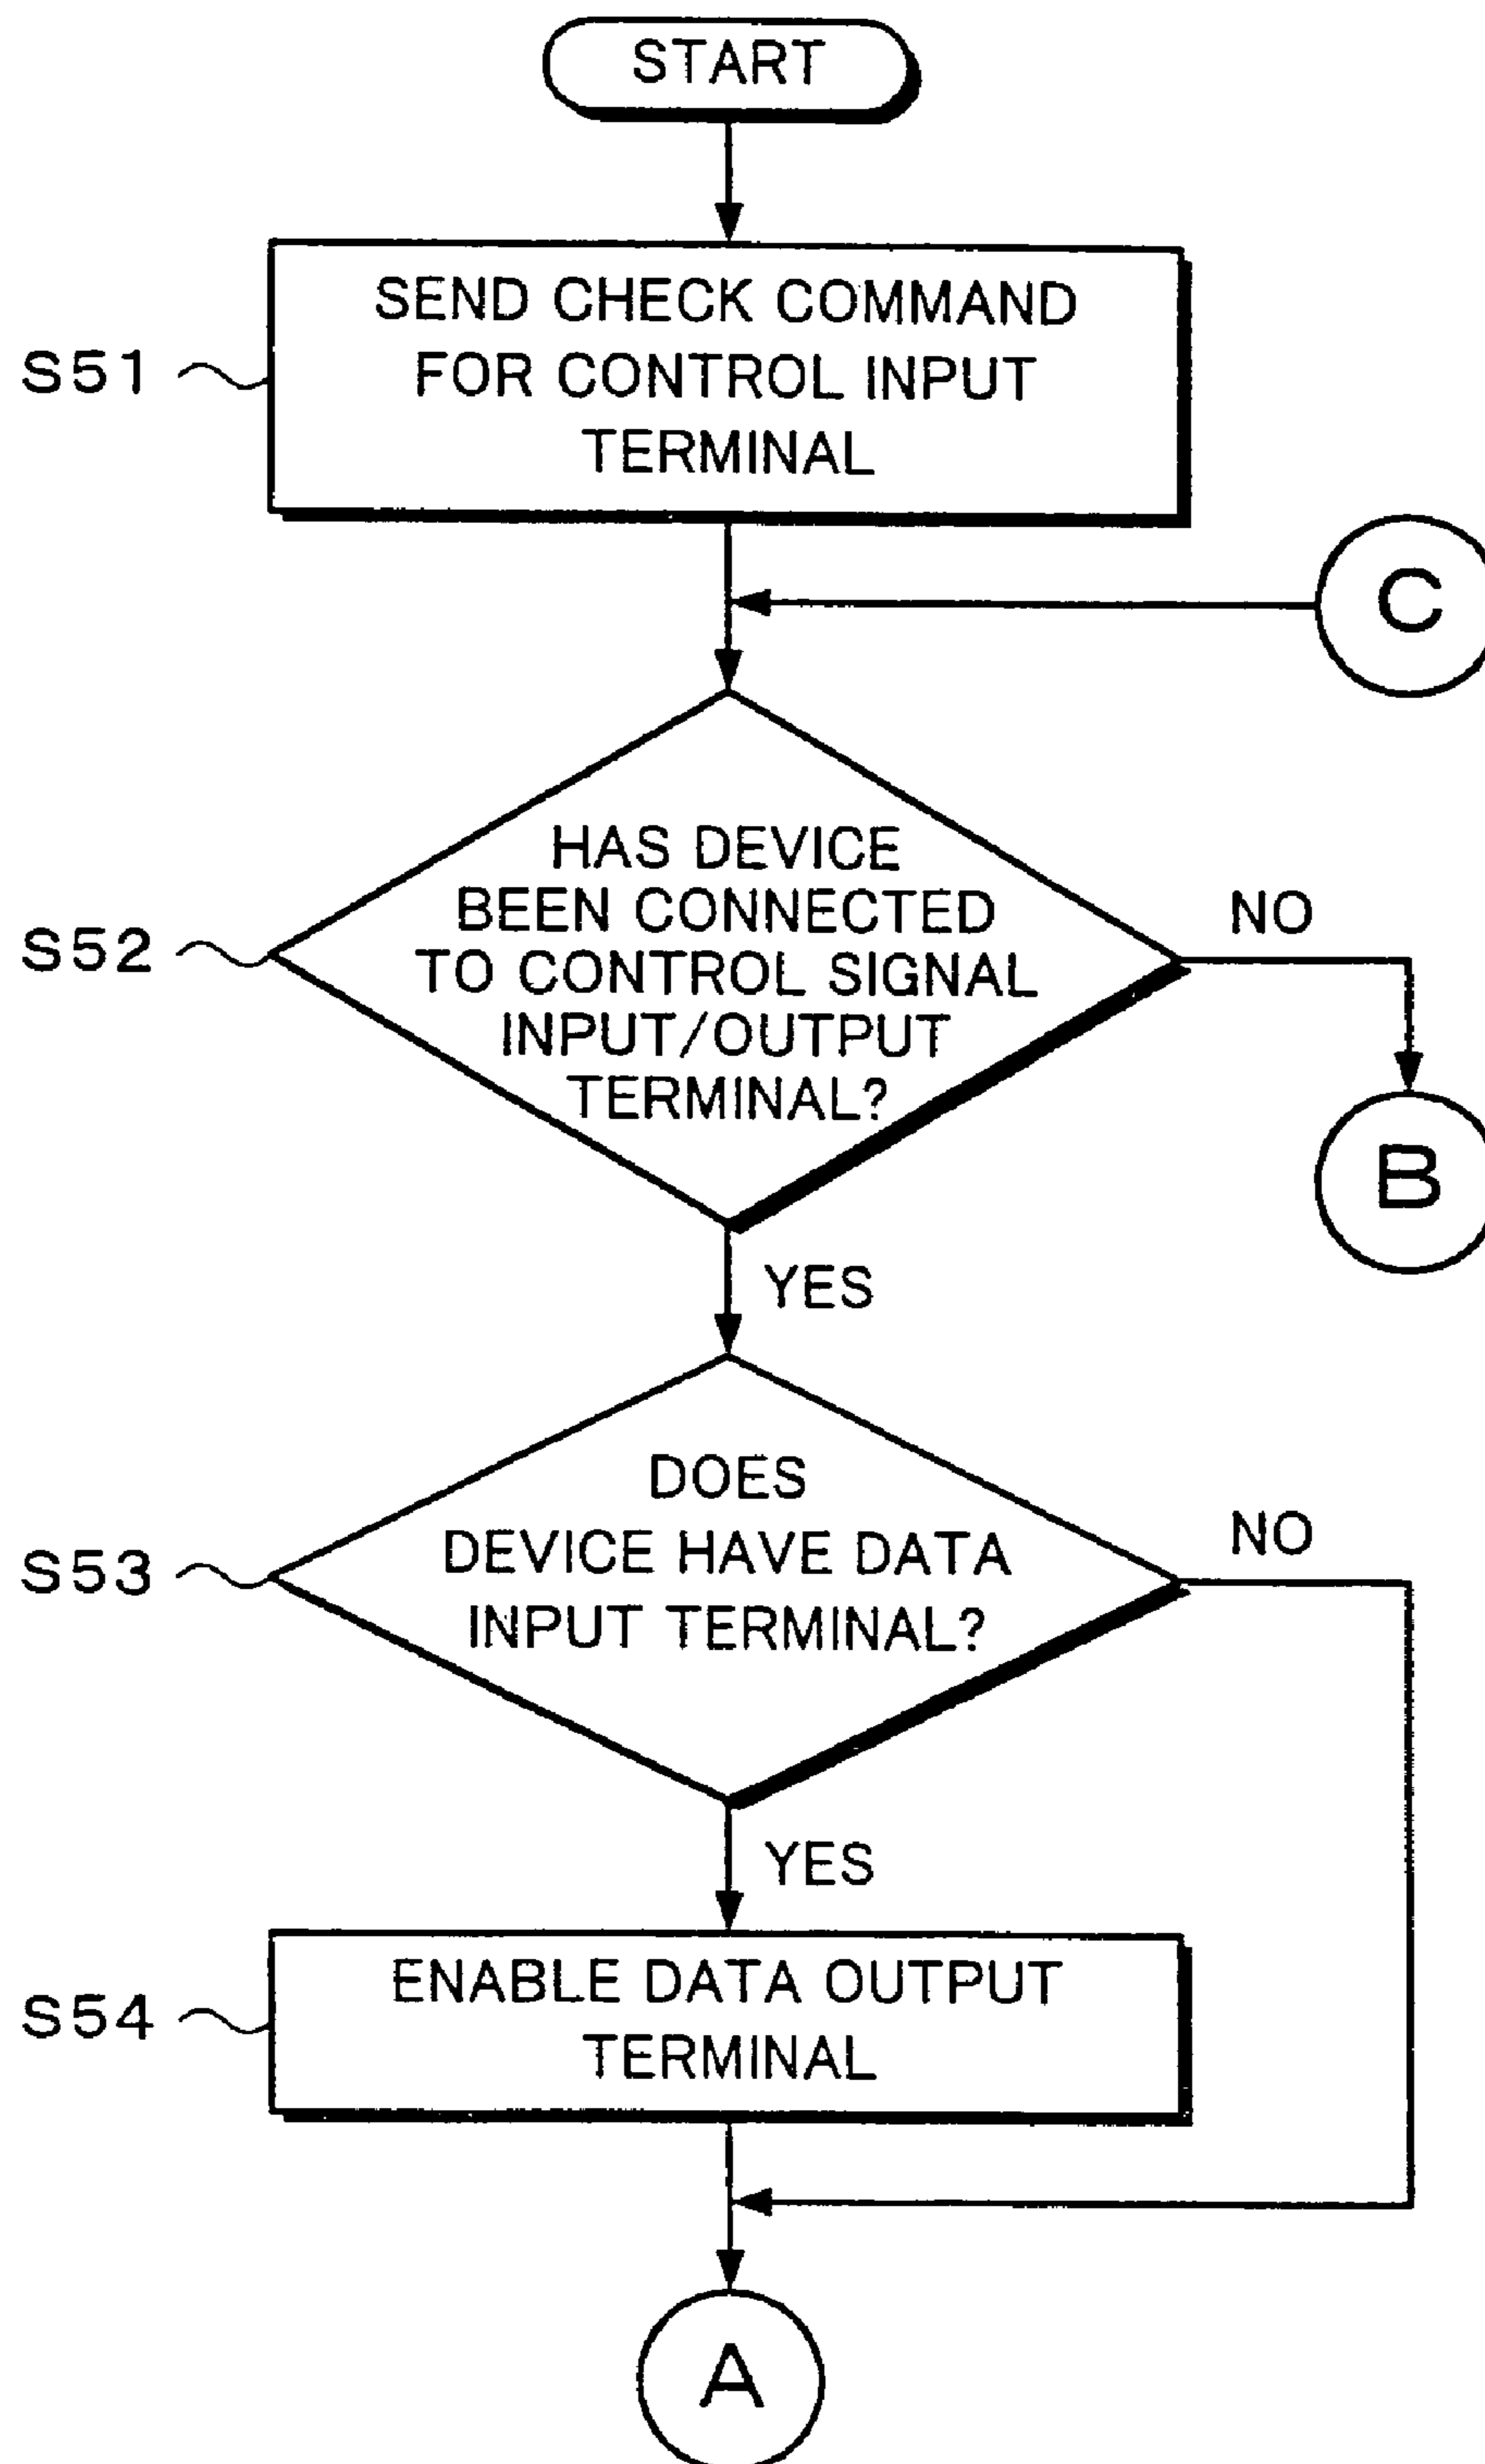 START
S51
SEND CHECK COMMAND
FOR CONTROL INPUT
TERMINAL
C
S52
HAS DEVICE
BEEN CONNECTED
TO CONTROL SIGNAL
INPUT/OUTPUT
TERMINAL?
NO
B
YES
S53
DOES
DEVICE HAVE DATA
INPUT TERMINAL?
NO
YES
S54
ENABLE DATA OUTPUT
TERMINAL
A